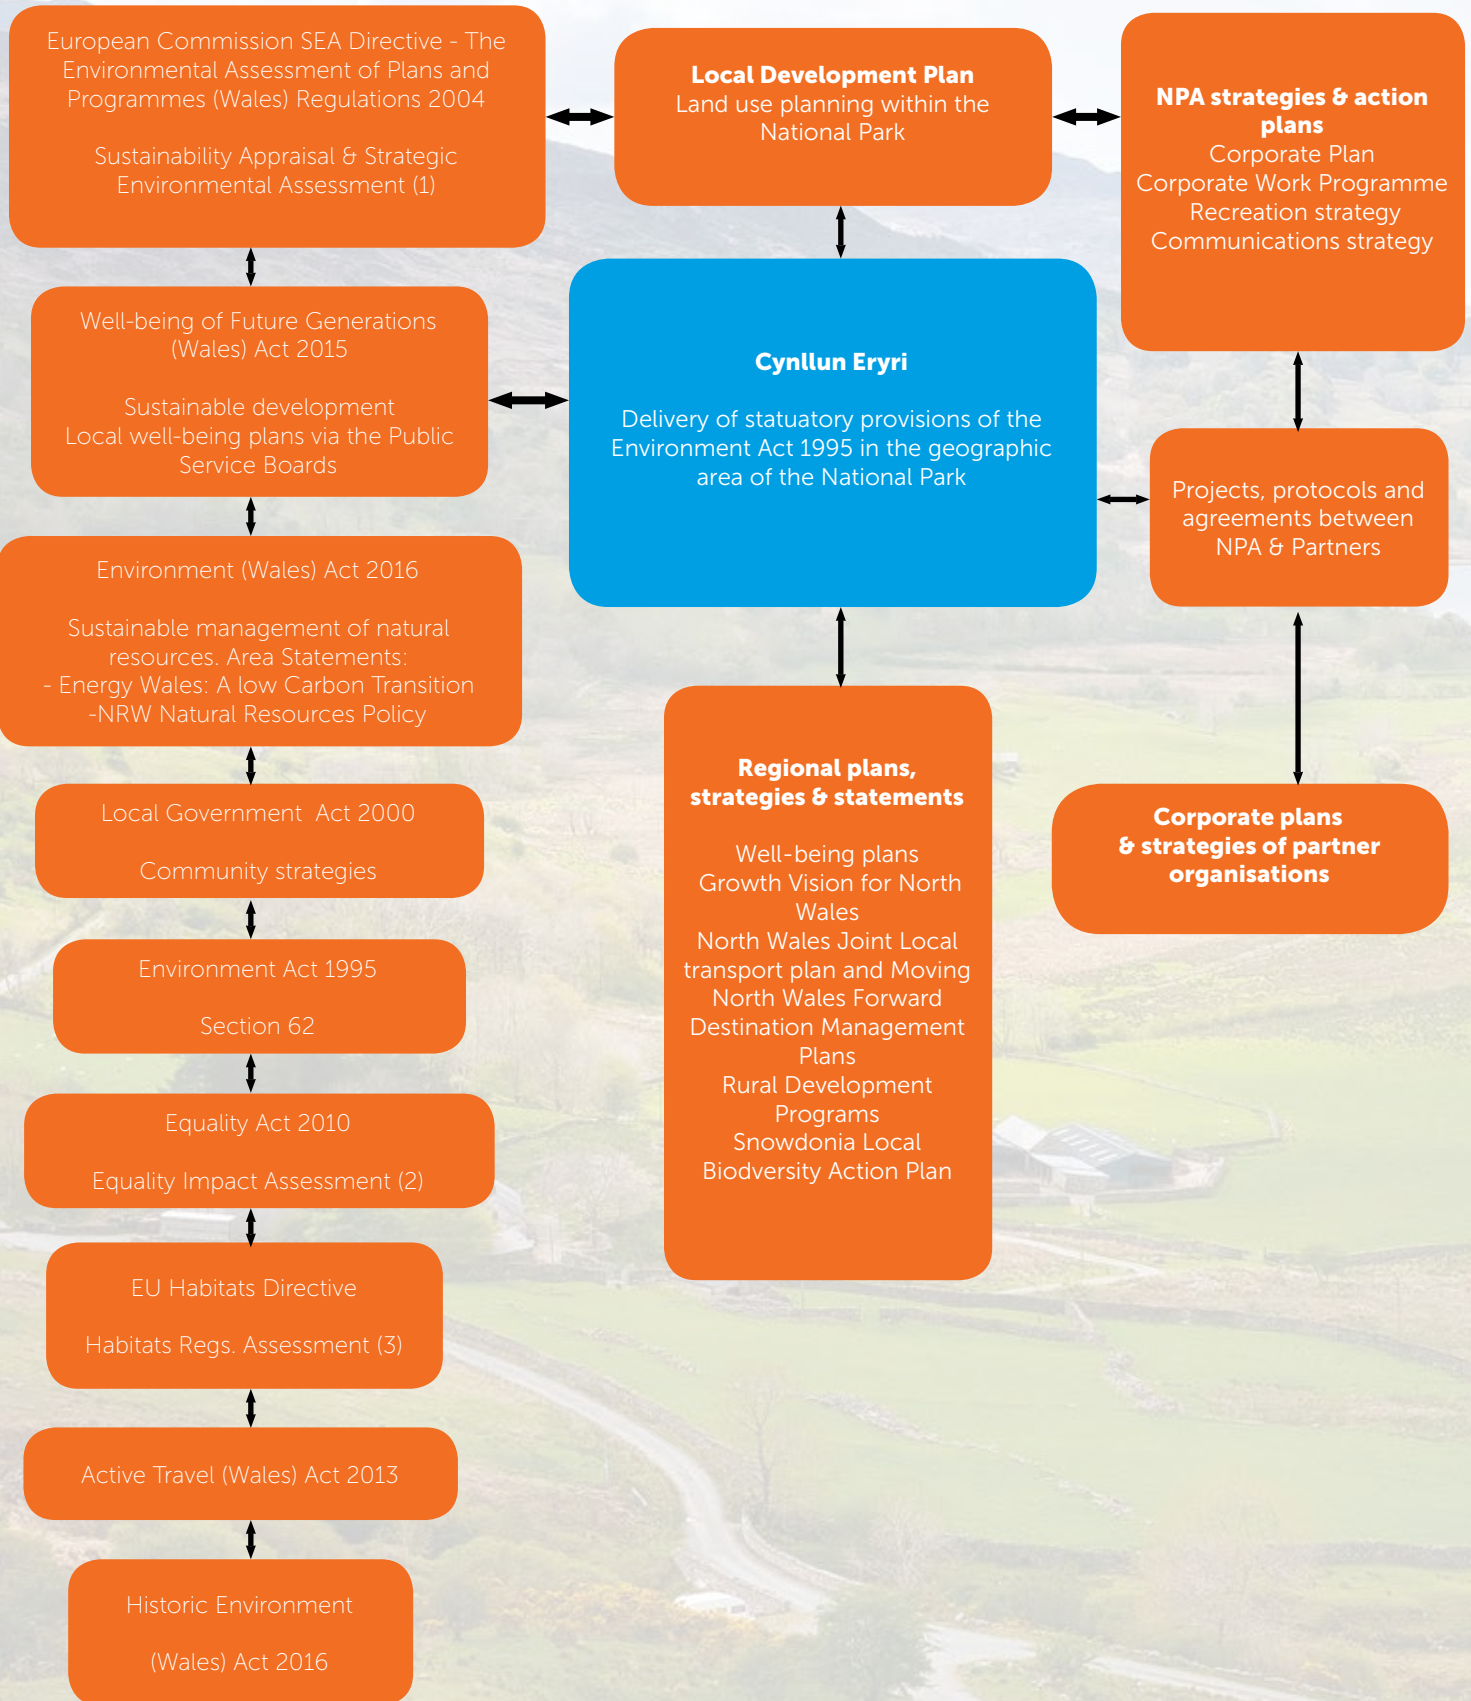 European Commission SEA Directive - The
Environmental Assessment of Plans and
Programmes (Wales) Regulations 2004
Sustainability Appraisal & Strategic
Environmental Assessment (1)
Local Development Plan
Land use planning within the
National Park
NPA strategies & action
plans
Corporate Plan
Corporate Work Programme
Recreation strategy
Communications strategy
Well-being of Future Generations
(Wales) Act 2015
Sustainable development
Local well-being plans via the Public
Service Boards
Cynllun Eryri
Delivery of statuatory provisions of the
Environment Act 1995 in the geographic
area of the National Park
Projects, protocols and
agreements between
NPA & Partners
Environment (Wales) Act 2016
Sustainable management of natural
resources. Area Statements:
- Energy Wales: A low Carbon Transition
-NRW Natural Resources Policy
Regional plans,
strategies & statements
Well-being plans
Growth Vision for North
Wales
North Wales Joint Local
transport plan and Moving
North Wales Forward
Destination Management
Plans
Rural Development
Programs
Snowdonia Local
Biodversity Action Plan
Corporate plans
& strategies of partner
organisations
Local Government  Act 2000
Community strategies
Environment Act 1995
Section 62
Equality Act 2010
Equality Impact Assessment (2)
EU Habitats Directive
Habitats Regs. Assessment (3)
Active Travel (Wales) Act 2013
Historic Environment
(Wales) Act 2016